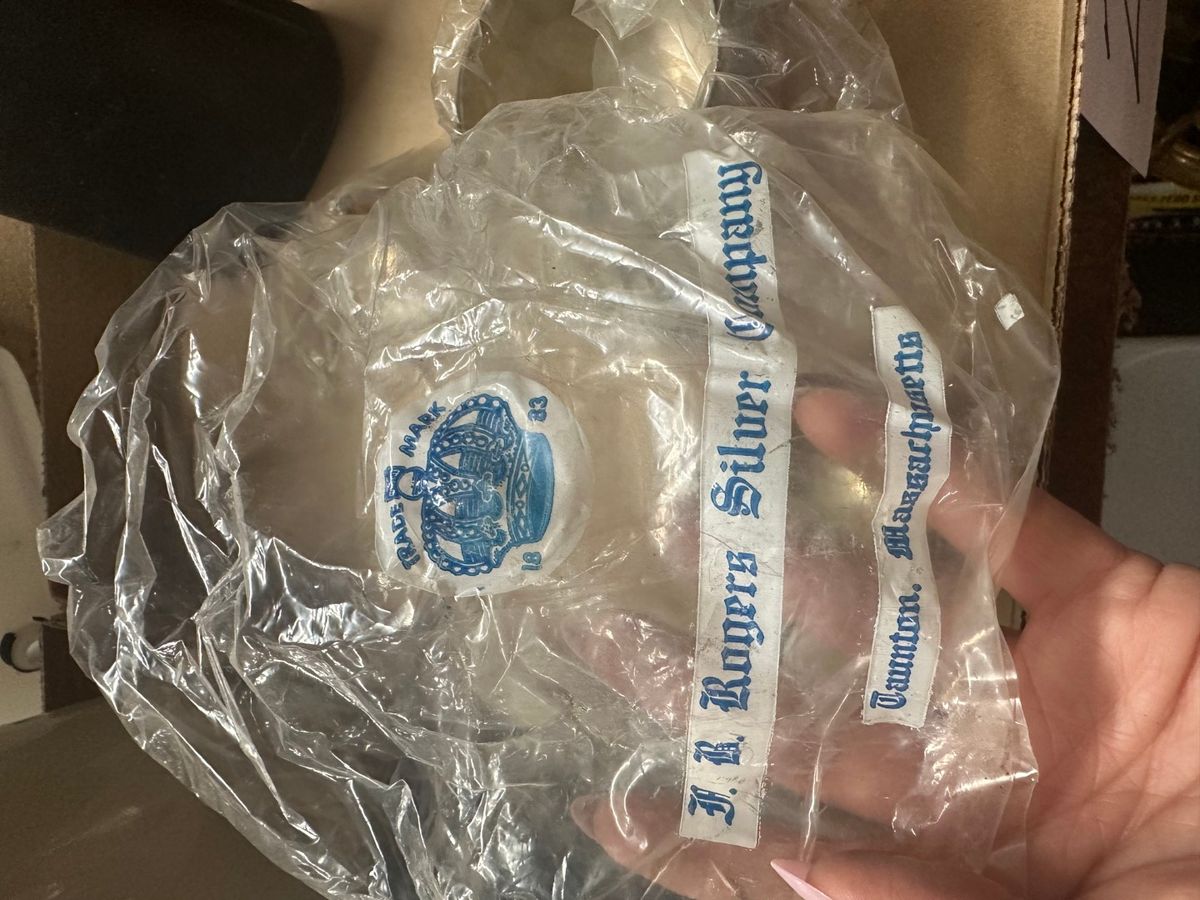 TRADE MARK
18 83
F. B. Rogers Silver Company
Taunton. Massachusetts